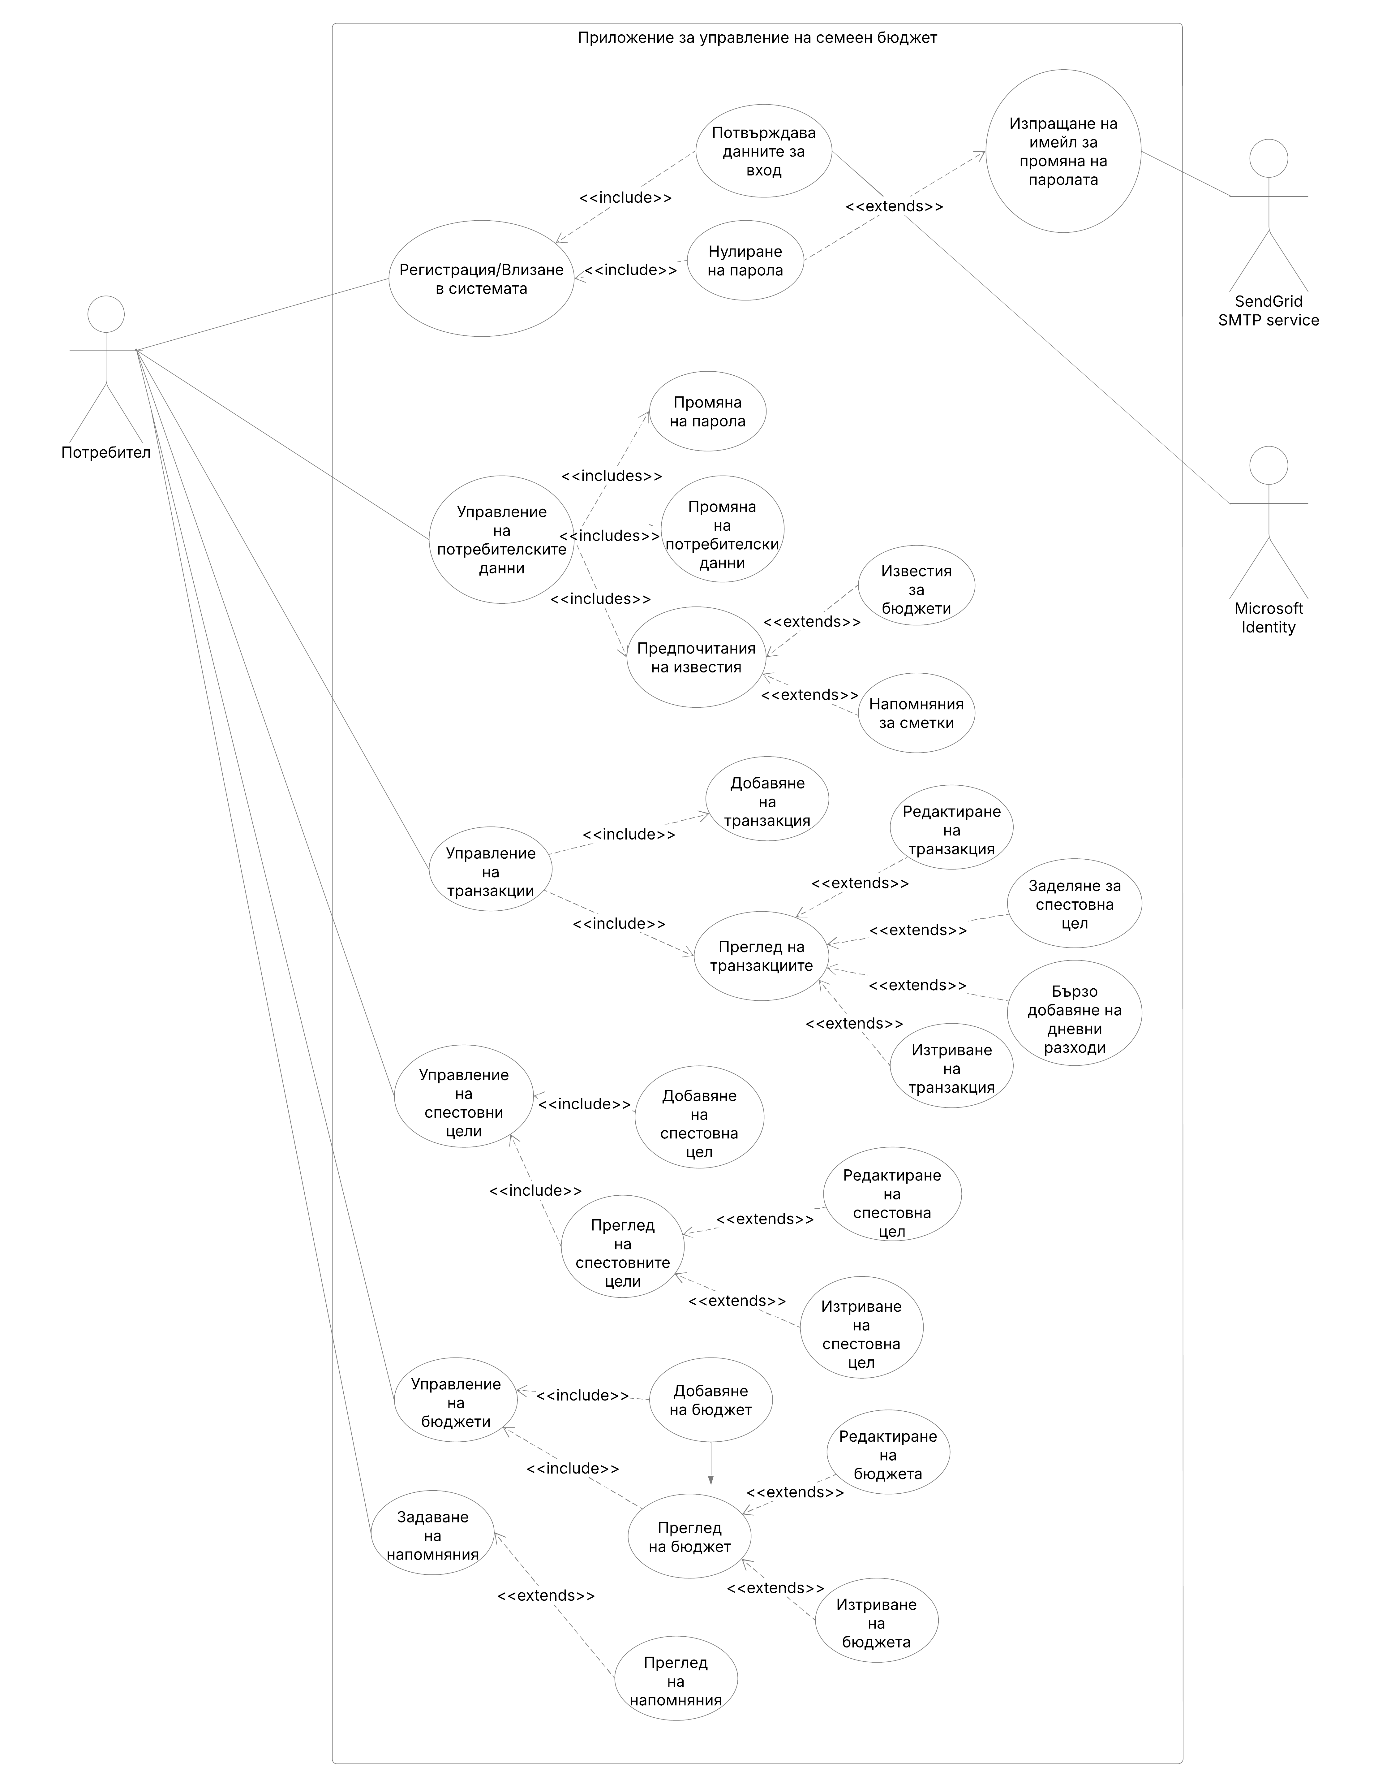 Приложение за управление на семеен бюджет
Потвърждава
данните за
вход
Изпращане на
имейл за
промяна на
паролата
<<include>>
<<extends>>
Регистрация/Влизане
в системата
<<include>>
Нулиране
на парола
SendGrid
SMTP service
Потребител
Промяна
на парола
<<includes>>
Управление
на
потребителските
данни
<<includes>>
Промяна
на
потребителски
данни
<<includes>>
Предпочитания
на известия
Известия
за
бюджети
<<extends>>
<<extends>>
Напомняния
за сметки
Microsoft
Identity
Добавяне
на
транзакция
<<include>>
Управление
на
транзакции
<<include>>
Преглед на
транзакциите
Редактиране
на
транзакция
<<extends>>
Заделяне за
спестовна
цел
<<extends>>
<<extends>>
Бързо
добавяне на
дневни
разходи
<<extends>>
Изтриване
на
транзакция
Управление
на
спестовни
цели
<<include>>
Добавяне
на
спестовна
цел
<<include>>
Преглед
на
спестовните
цели
<<extends>>
Редактиране
на
спестовна
цел
<<extends>>
Изтриване
на
спестовна
цел
Управление
на
бюджети
<<include>>
Добавяне
на бюджет
<<include>>
Преглед
на бюджет
Редактиране
на
бюджета
<<extends>>
<<extends>>
Изтриване
на
бюджета
Задаване
на
напомняния
<<extends>>
Преглед
на
напомняния